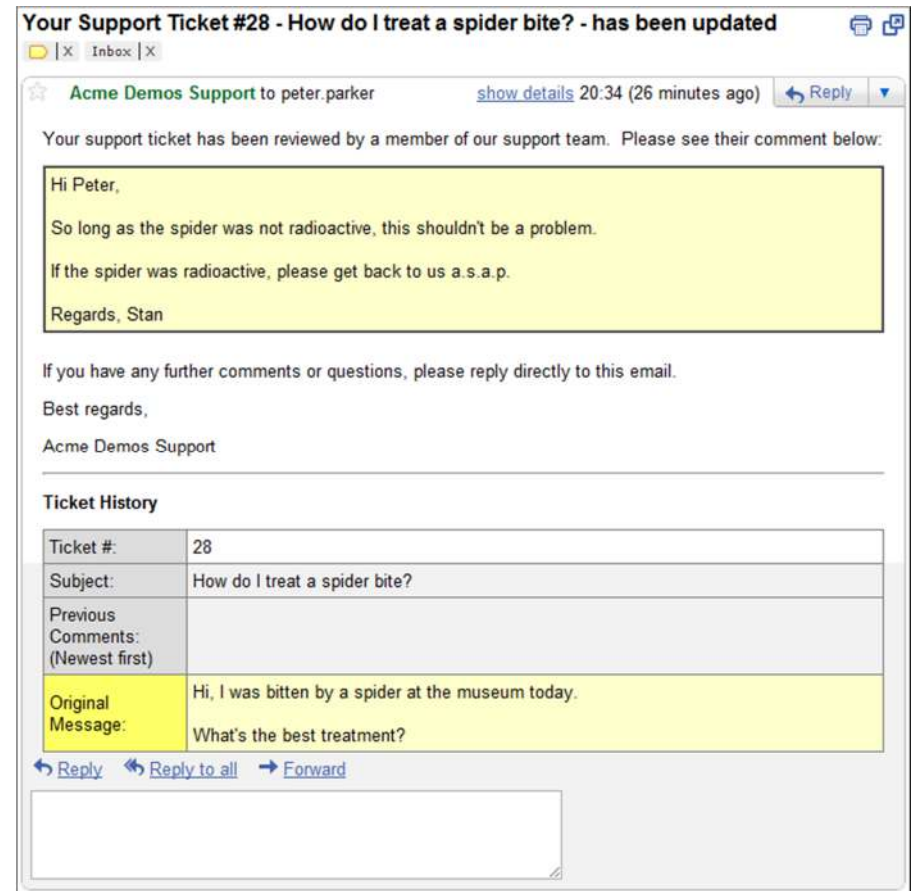 Your Support Ticket #28 - How do I treat a spider bite? - has been updated
X Inbox X
Acme Demos Support to peter.parker show details 20:34 (26 minutes ago) Reply
Your support ticket has been reviewed by a member of our support team. Please see their comment below:
Hi Peter,
So long as the spider was not radioactive, this shouldn't be a problem.
If the spider was radioactive, please get back to us a.s.a.p.
Regards, Stan
If you have any further comments or questions, please reply directly to this email.
Best regards,
Acme Demos Support
Ticket History
Ticket #: 28
Subject: How do I treat a spider bite?
Previous
Comments:
(Newest first)
Original
Message:
Hi, I was bitten by a spider at the museum today.
What's the best treatment?
Reply Reply to all Forward